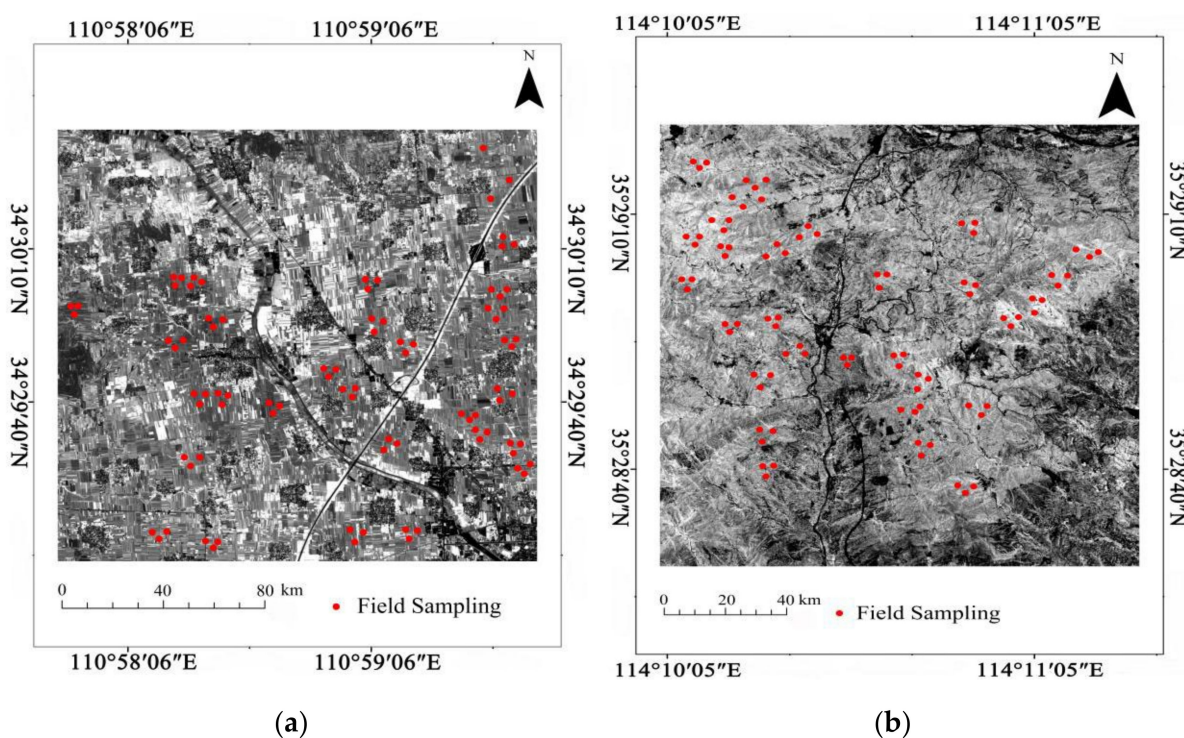 110°58′06″E 110°59′06″E
114°10′05″E 114°11′05″E
N
N
34°30′10″N
34°29′40″N
34°30′10″N
34°29′40″N
35°29′10″N
35°28′40″N
35°29′10″N
35°28′40″N
0 40 80 km
Field Sampling
0 20 40 km
Field Sampling
110°58′06″E 110°59′06″E
114°10′05″E 114°11′05″E
(a)
(b)